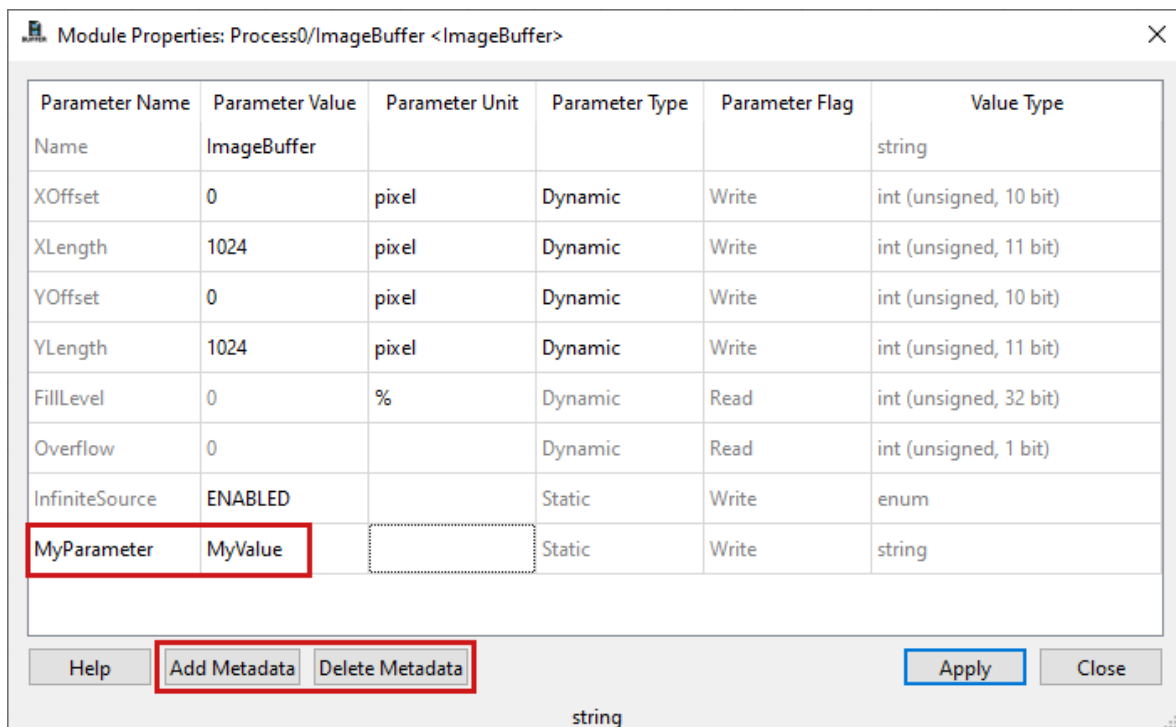 BUFFER Module Properties: Process0/ImageBuffer <ImageBuffer>
Parameter Name Parameter Value Parameter Unit Parameter Type Parameter Flag Value Type
Name ImageBuffer string
XOffset 0 pixel Dynamic Write int (unsigned, 10 bit)
XLength 1024 pixel Dynamic Write int (unsigned, 11 bit)
YOffset 0 pixel Dynamic Write int (unsigned, 10 bit)
YLength 1024 pixel Dynamic Write int (unsigned, 11 bit)
FillLevel 0 % Dynamic Read int (unsigned, 32 bit)
Overflow 0 Dynamic Read int (unsigned, 1 bit)
InfiniteSource ENABLED Static Write enum
MyParameter MyValue Static Write string
Help Add Metadata Delete Metadata Apply Close
string